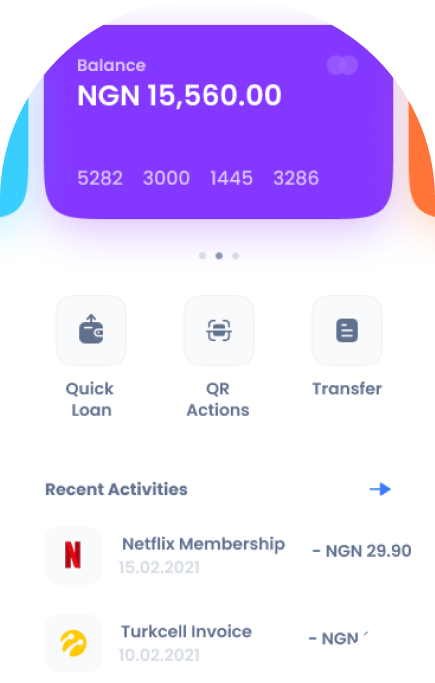 Balance
NGN 15,560.00
5282 3000 1445 3286
Quick
Loan
QR
Actions
Transfer
Recent Activities
N
Netflix Membership
- NGN 29.90
15.02.2021
Turkcell Invoice
- NGN
10.02.2021